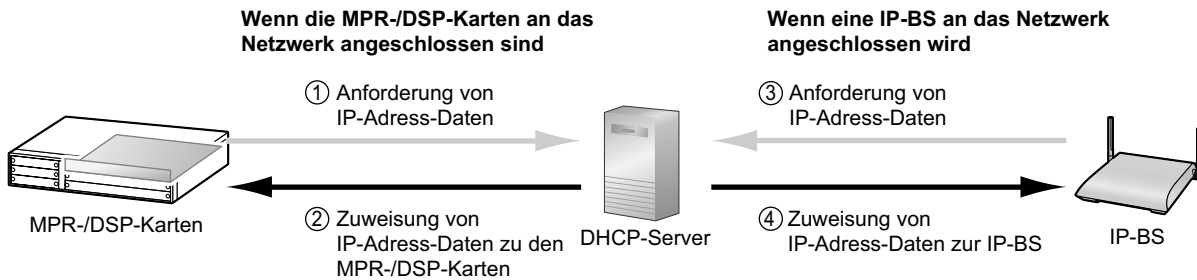 Wenn die MPR-/DSP-Karten an das
Netzwerk angeschlossen sind
Wenn eine IP-BS an das Netzwerk
angeschlossen wird
① Anforderung von
IP-Adress-Daten
③ Anforderung von
IP-Adress-Daten
MPR-/DSP-Karten
② Zuweisung von
IP-Adress-Daten zu den
MPR-/DSP-Karten
DHCP-Server
④ Zuweisung von
IP-Adress-Daten zur IP-BS
IP-BS